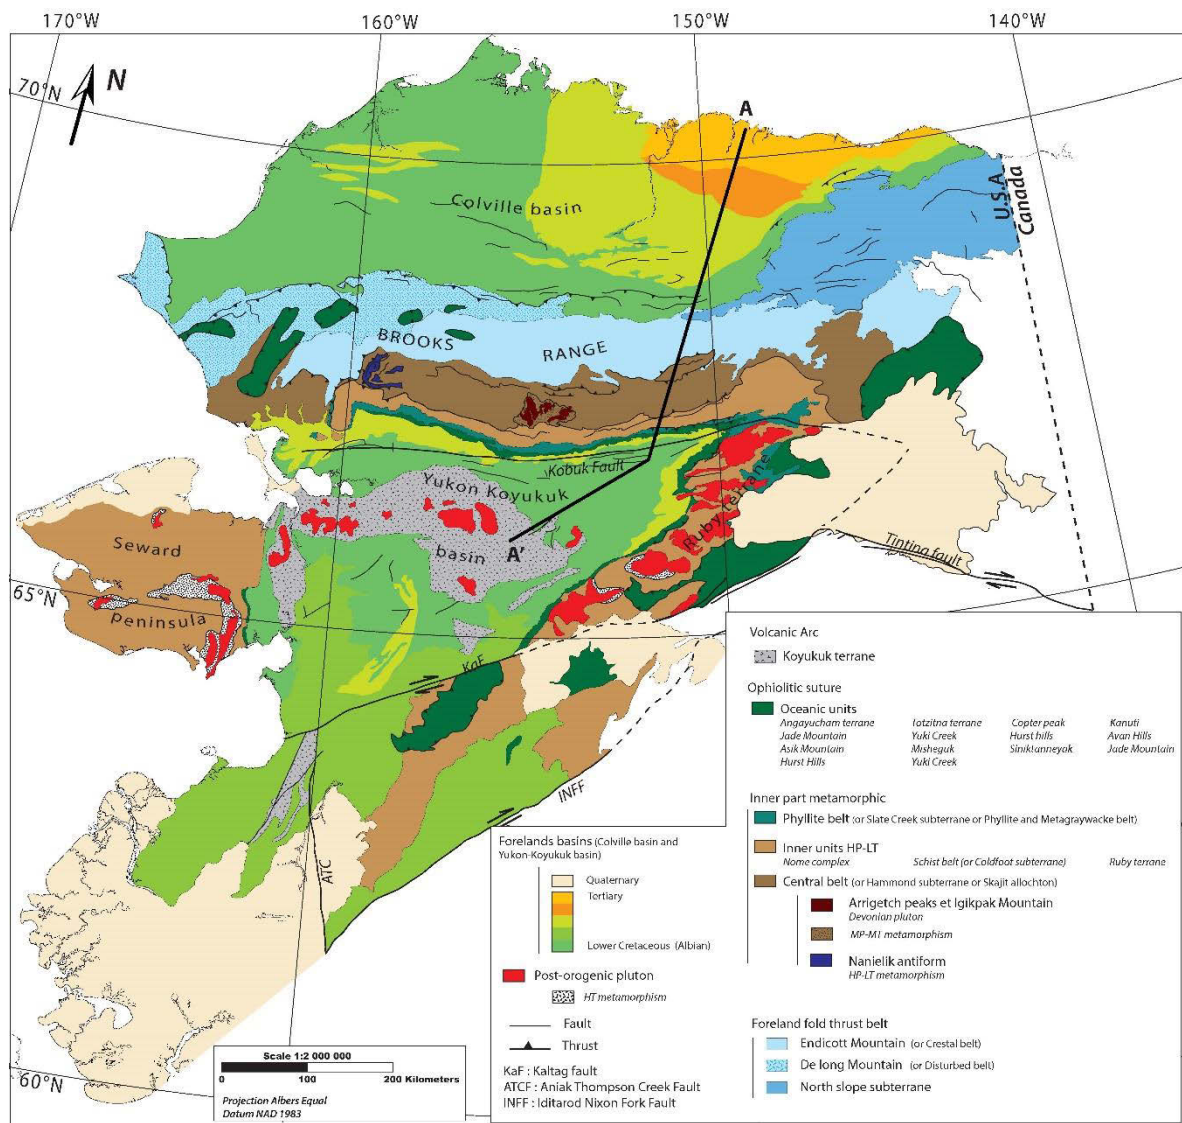 170°W
160°W
150°W
140°W
70°N
N
A
U.S.A
Canada
Colville basin
BROOKS
RANGE
Kobuk Fault
Yukon Koyukuk
basin
A'
Ruby terrane
Seward
peninsula
Tintina fault
65°N
KaF
INFF
ATC
60°N
Scale 1:2 000 000
0 100 200 Kilometers
Projection Albers Equal
Datum NAD 1983
Forelands basins (Colville basin and
Yukon-Koyukuk basin)
Quaternary
Tertiary
Lower Cretaceous (Albian)
Post-orogenic pluton
HT metamorphism
Fault
Thrust
KaF : Kaltag fault
ATCF : Aniak Thompson Creek Fault
INFF : Iditarod Nixon Fork Fault
Volcanic Arc
Koyukuk terrane
Ophiolitic suture
Oceanic units
Angayucham terrane Totzitna terrane Copter peak Kanuti
Jade Mountain Yuki Creek Hurst hills Avan Hills
Asik Mountain Misheguk Siniktanneyak Jade Mountain
Hurst Hills Yuki Creek
Inner part metamorphic
Phyllite belt (or Slate Creek subterrane or Phyllite and Metagraywacke belt)
Inner units HP-LT
Nome complex Schist belt (or Coldfoot subterrane) Ruby terrane
Central belt (or Hammond subterrane or Skajit allochton)
Arrigetch peaks et Igikpak Mountain
Devonian pluton
MP-MT metamorphism
Nanielik antiform
HP-LT metamorphism
Foreland fold thrust belt
Endicott Mountain (or Crestal belt)
De long Mountain (or Disturbed belt)
North slope subterrane